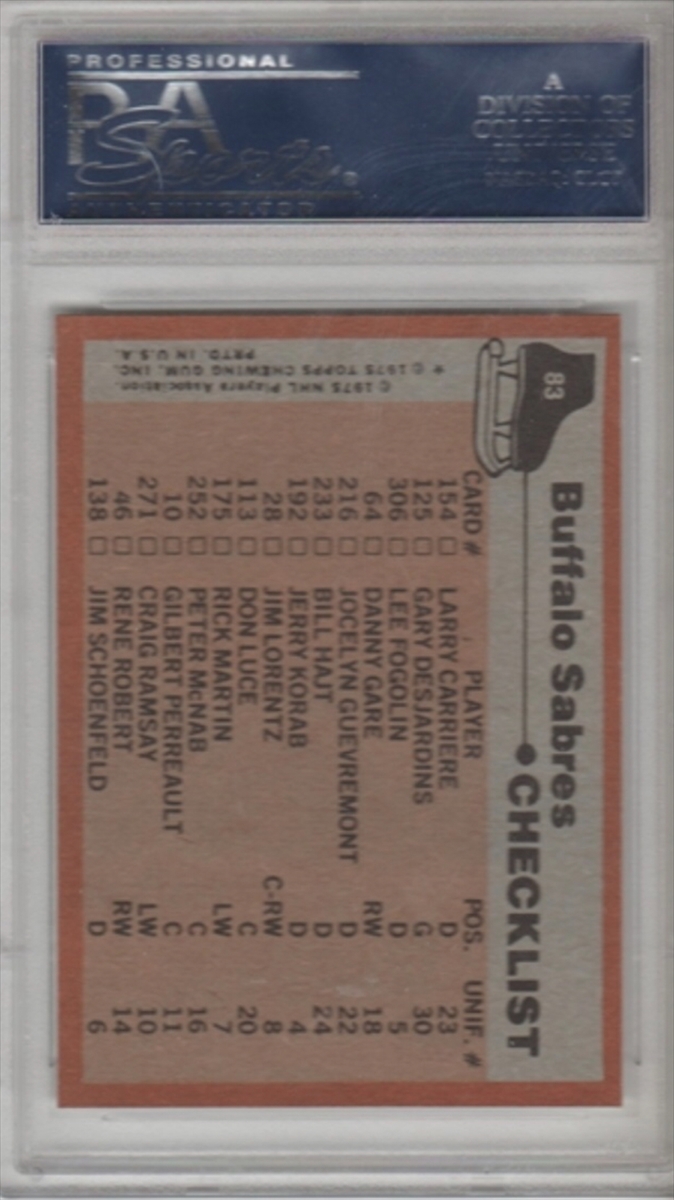 PROFESSIONAL
PSA
Sports
A
DIVISION OF
COLLECTORS
UNIVERSE
83
Buffalo Sabres
CHECKLIST
CARD # PLAYER POS. UNIF. #
154 □ LARRY CARRIERE D 23
125 □ GARY DESJARDINS G 30
306 □ LEE FOGOLIN D 5
64 □ DANNY GARE RW 18
216 □ JOCELYN GUEVREMONT D 22
233 □ BILL HAJT D 24
192 □ JERRY KORAB D 4
28 □ JIM LORENTZ C-RW 8
113 □ DON LUCE C 20
175 □ RICK MARTIN LW 7
252 □ PETER McNAB C 16
10 □ GILBERT PERREAULT C 11
271 □ CRAIG RAMSAY LW 10
46 □ RENE ROBERT RW 14
138 □ JIM SCHOENFELD D 6
© 1975 NHL Players Association.
* © 1975 TOPPS CHEWING GUM, INC.
PRTD. IN U.S.A.